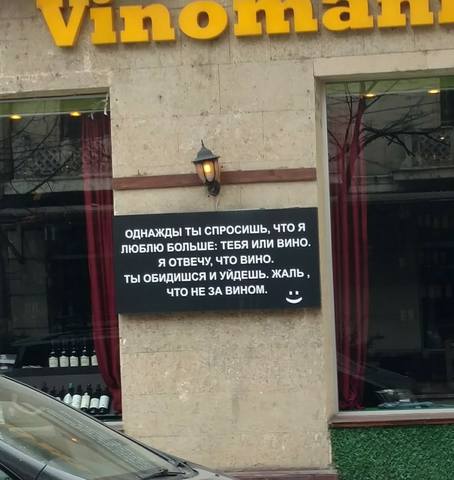 Vinoman
ОДНАЖДЫ ТЫ СПРОСИШЬ, ЧТО Я
ЛЮБЛЮ БОЛЬШЕ: ТЕБЯ ИЛИ ВИНО.
Я ОТВЕЧУ, ЧТО ВИНО.
ТЫ ОБИДИШСЯ И УЙДЕШЬ. ЖАЛЬ ,
ЧТО НЕ ЗА ВИНОМ.